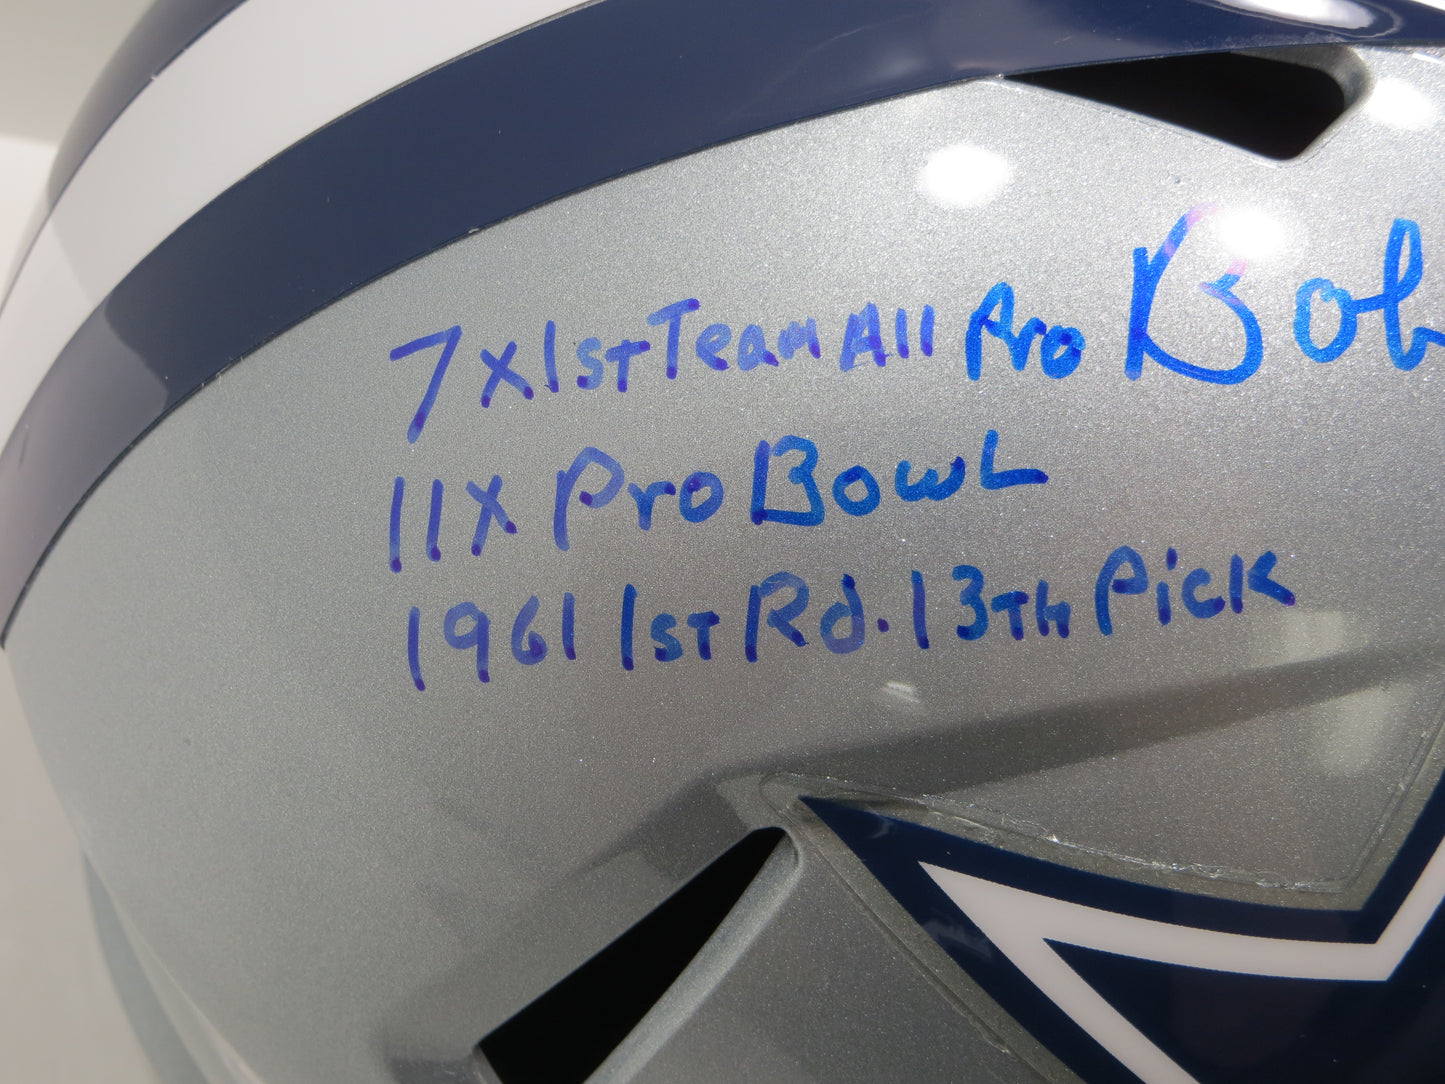 7X1ST Team All Pro Bob
11X Pro Bowl
1961 1ST Rd. 13TH Pick